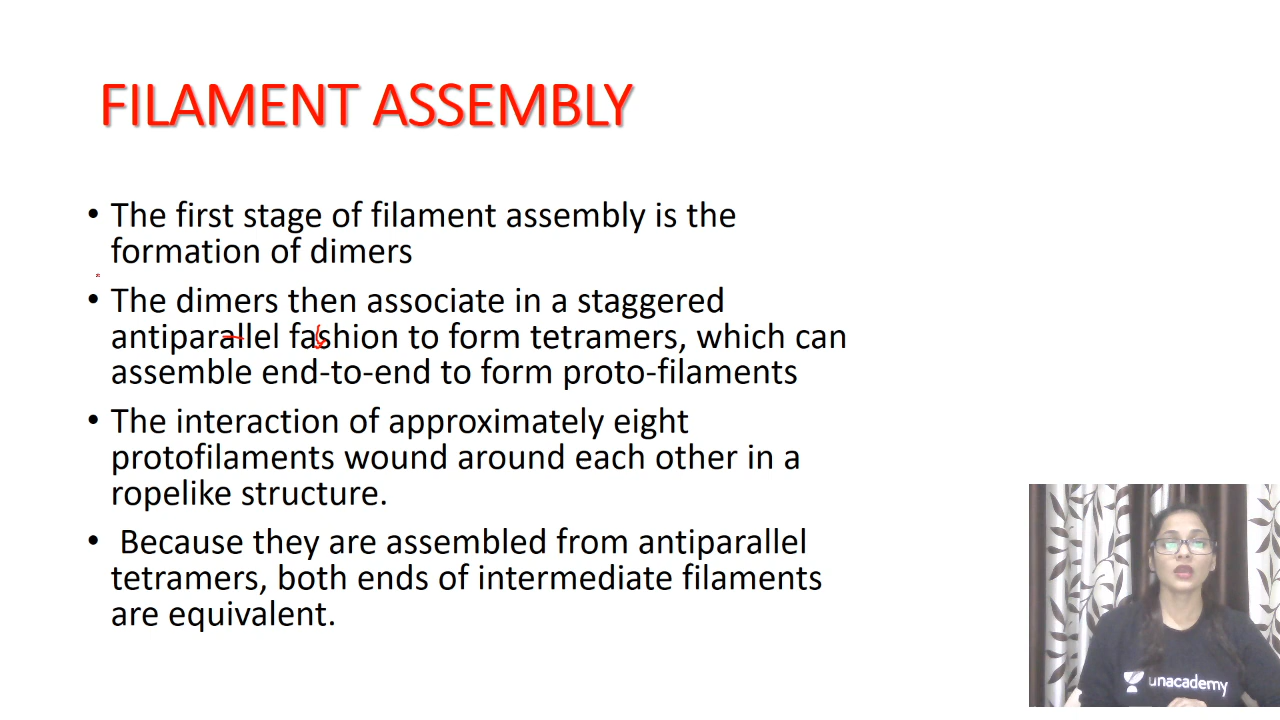 FILAMENT ASSEMBLY
• The first stage of filament assembly is the
formation of dimers
• The dimers then associate in a staggered
antiparallel fashion to form tetramers, which can
assemble end-to-end to form proto-filaments
• The interaction of approximately eight
protofilaments wound around each other in a
ropelike structure.
• Because they are assembled from antiparallel
tetramers, both ends of intermediate filaments
are equivalent.
unacademy